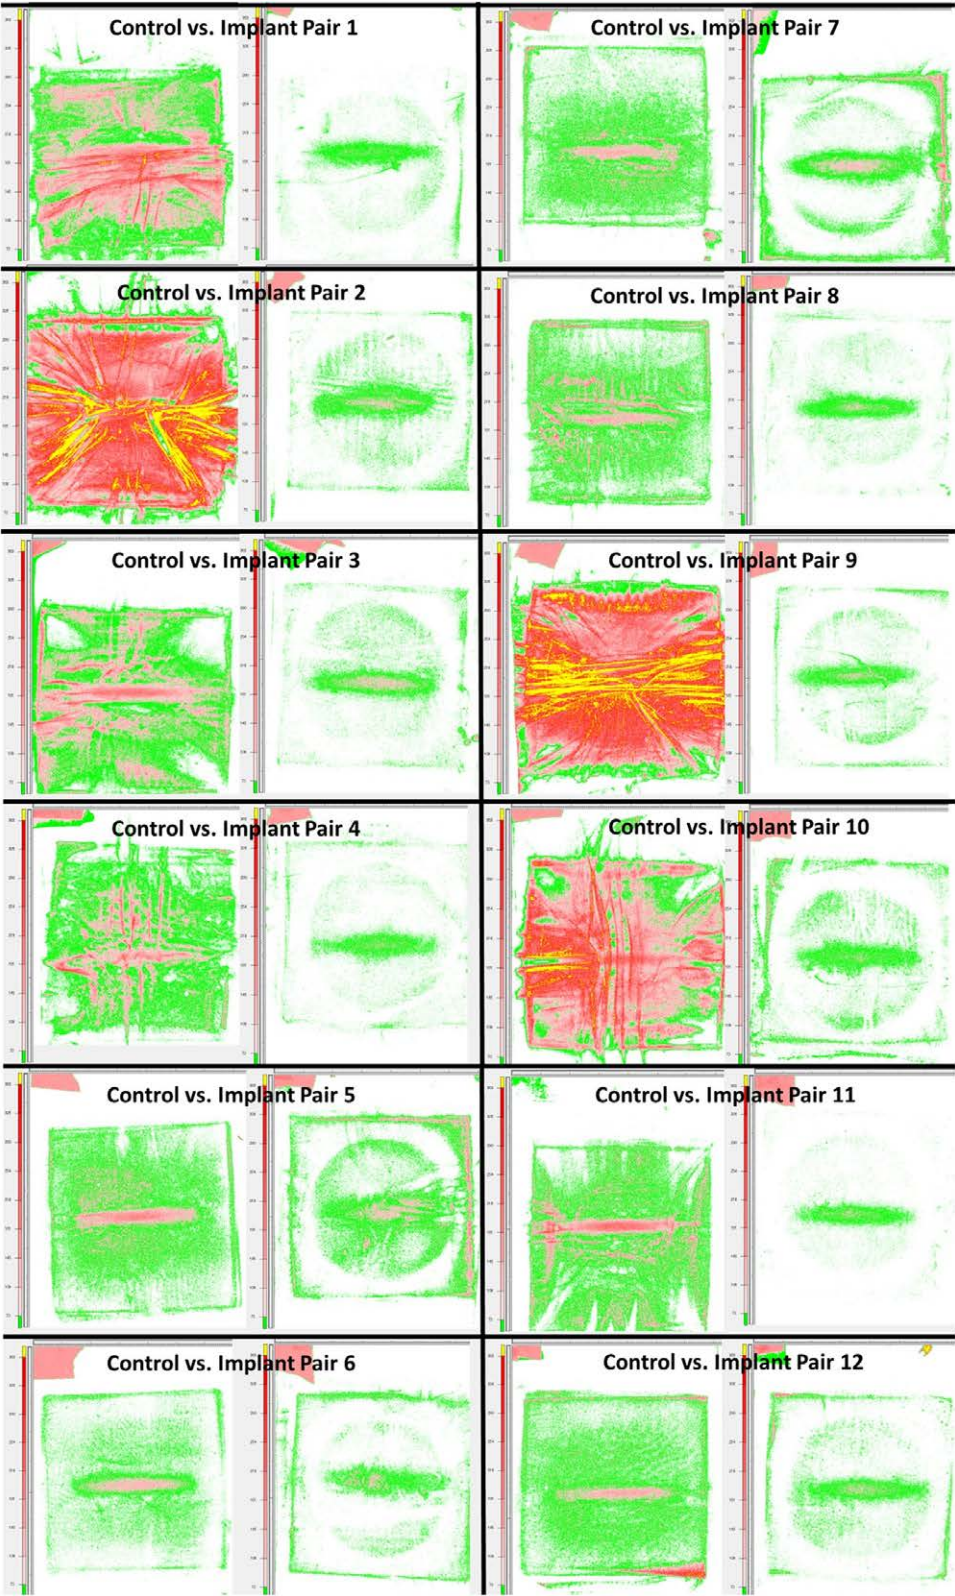 Control vs. Implant Pair 1
Control vs. Implant Pair 7
Control vs. Implant Pair 2
Control vs. Implant Pair 8
Control vs. Implant Pair 3
Control vs. Implant Pair 9
Control vs. Implant Pair 4
Control vs. Implant Pair 10
Control vs. Implant Pair 5
Control vs. Implant Pair 11
Control vs. Implant Pair 6
Control vs. Implant Pair 12